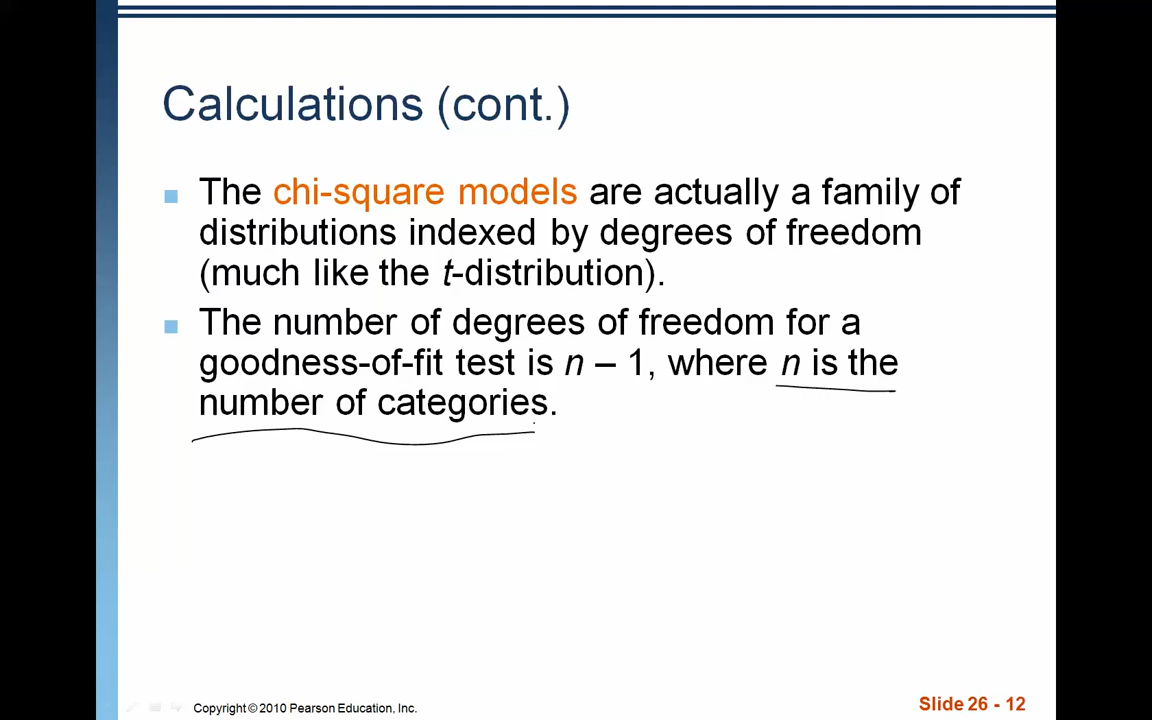 Calculations (cont.)
The chi-square models are actually a family of
distributions indexed by degrees of freedom
(much like the t-distribution).
The number of degrees of freedom for a
goodness-of-fit test is n – 1, where n is the
number of categories.
Copyright © 2010 Pearson Education, Inc.
Slide 26 - 12